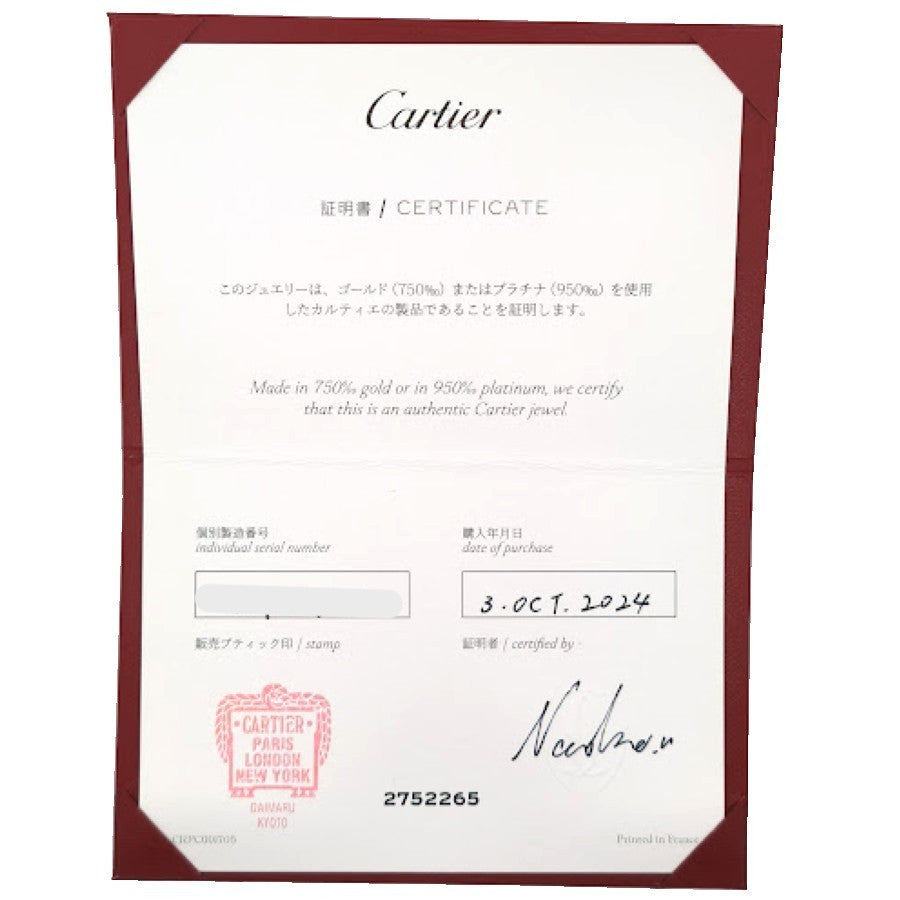 Cartier
証明書 / CERTIFICATE
このジュエリーは、ゴールド(750‰)またはプラチナ(950‰)を使用
したカルティエの製品であることを証明します。
Made in 750‰ gold or in 950‰ platinum, we certify
that this is an authentic Cartier jewel.
個別製造番号
individual serial number
購入年月日
date of purchase
3.OCT.2024
販売ブティック印 / stamp
証明者 / certified by
CARTIER
PARIS
LONDON
NEW YORK
DAIMARU
KYOTO
2752265
Printed in France